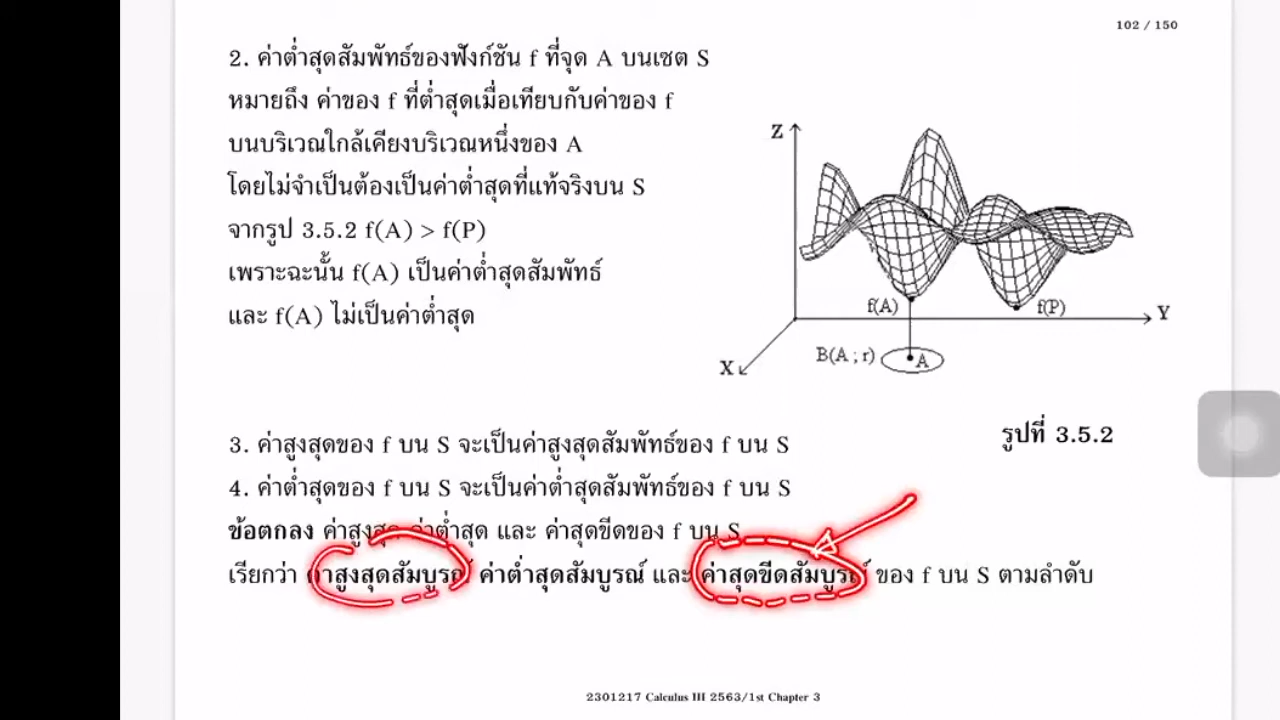 102 / 150
2. ค่าต่ำสุดสัมพัทธ์ของฟังก์ชัน f ที่จุด A บนเซต S
หมายถึง ค่าของ f ที่ต่ำสุดเมื่อเทียบกับค่าของ f
บนบริเวณใกล้เคียงบริเวณหนึ่งของ A
โดยไม่จำเป็นต้องเป็นค่าต่ำสุดที่แท้จริงบน S
จากรูป 3.5.2 f(A) > f(P)
เพราะฉะนั้น f(A) เป็นค่าต่ำสุดสัมพัทธ์
และ f(A) ไม่เป็นค่าต่ำสุด
Z
f(A)
f(P)
Y
B(A ; r)
A
X
รูปที่ 3.5.2
3. ค่าสูงสุดของ f บน S จะเป็นค่าสูงสุดสัมพัทธ์ของ f บน S
4. ค่าต่ำสุดของ f บน S จะเป็นค่าต่ำสุดสัมพัทธ์ของ f บน S
ข้อตกลง ค่าสูงสุด ค่าต่ำสุด และ ค่าสุดขีดของ f บน S
เรียกว่า ค่าสูงสุดสัมบูรณ์ ค่าต่ำสุดสัมบูรณ์ และ ค่าสุดขีดสัมบูรณ์ ของ f บน S ตามลำดับ
2301217 Calculus III 2563/1st Chapter 3